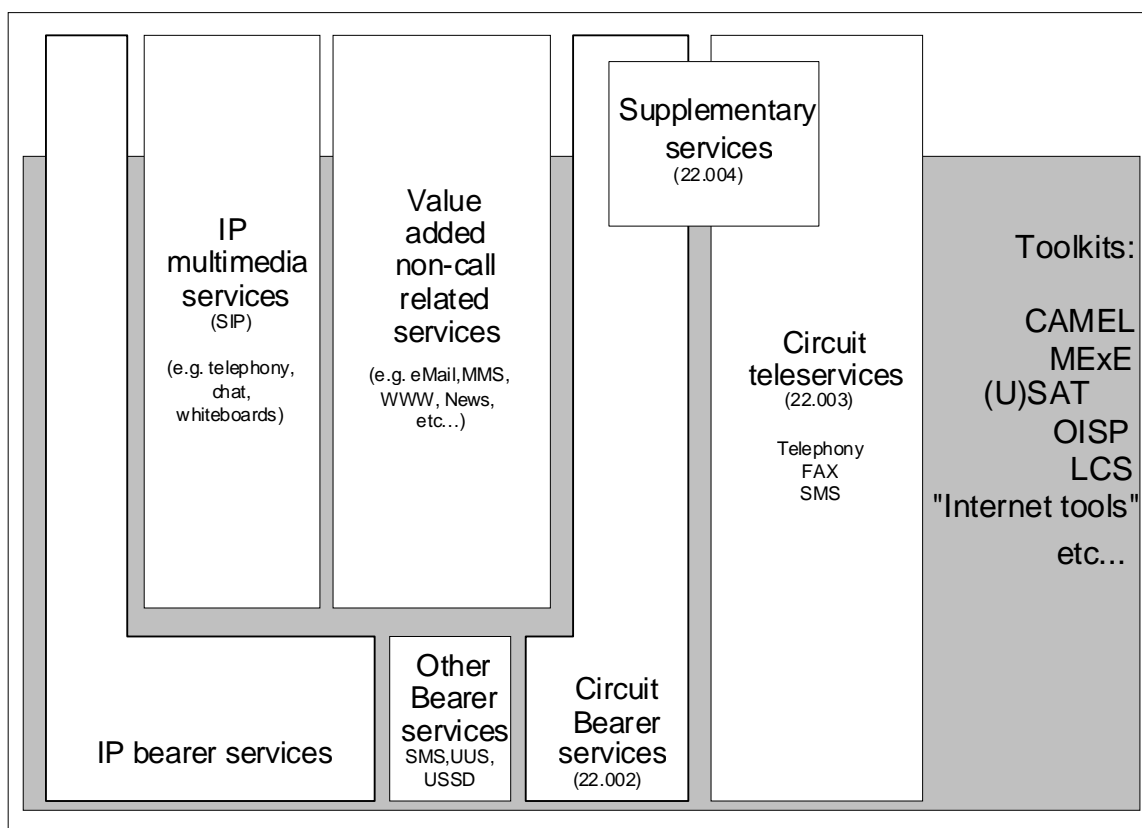 Supplementary
services
(22.004)
IP
multimedia
services
(SIP)
(e.g. telephony,
chat,
whiteboards)
Value
added
non-call
related
services
(e.g. eMail,MMS,
WWW, News,
etc…)
Circuit
teleservices
(22.003)
Telephony
FAX
SMS
Toolkits:
CAMEL
MExE
(U)SAT
OISP
LCS
"Internet tools"
etc...
IP bearer services
Other
Bearer
services
SMS,UUS,
USSD
Circuit
Bearer
services
(22.002)